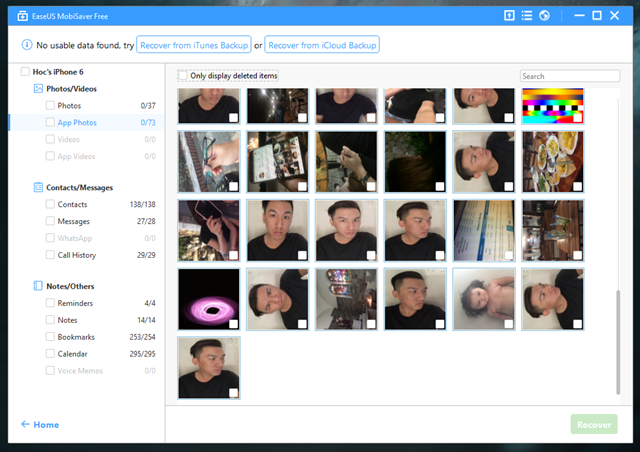 EaseUS MobiSaver Free
No usable data found, try Recover from iTunes Backup or Recover from iCloud Backup
Hoc's iPhone 6
Only display deleted items
Search
Photos/Videos
Photos 0/37
App Photos 0/73
Videos 0/0
App Videos 0/0
Contacts/Messages
Contacts 138/138
Messages 27/28
WhatsApp 0/0
Call History 29/29
Notes/Others
Reminders 4/4
Notes 14/14
Bookmarks 253/254
Calendar 295/295
Voice Memos 0/0
Home
Recover